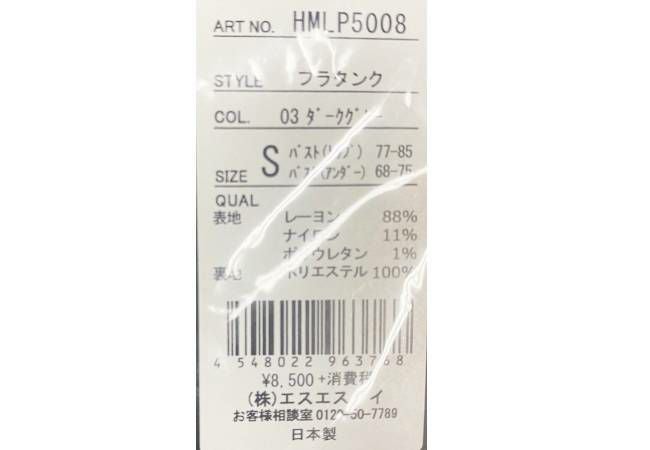 ART NO. HMLP5008
STYLE ブラタンク
COL. 03 ﾀﾞｰｸｸﾞﾚｰ
SIZE S ﾊﾞｽﾄ(ﾄｯﾌﾟ) 77-85
ﾊﾞｽﾄ(ｱﾝﾀﾞｰ) 68-75
QUAL
表地 レーヨン 88%
ナイロン 11%
ポリウレタン 1%
裏地 ポリエステル 100%
4 548022 963768
¥8,500+消費税
(株)エスエス イ
お客様相談室
日本製